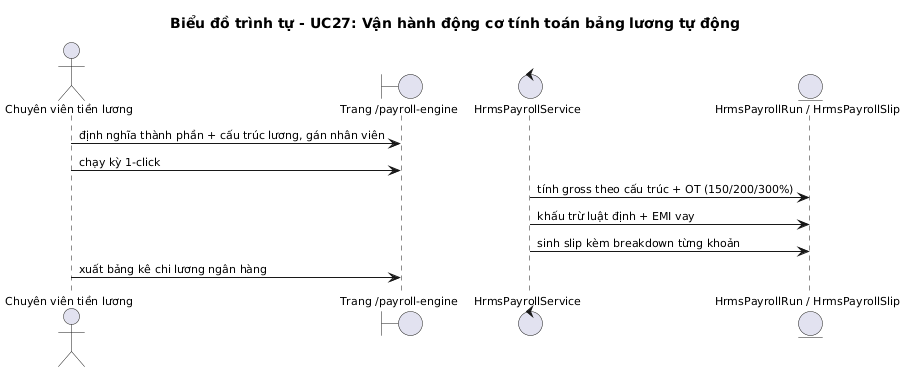 Biểu đồ trình tự - UC27: Vận hành động cơ tính toán bảng lương tự động
Chuyên viên tiền lương
Trang /payroll-engine
HrmsPayrollService
HrmsPayrollRun / HrmsPayrollSlip
định nghĩa thành phần + cấu trúc lương, gán nhân viên
chạy kỳ 1-click
tính gross theo cấu trúc + OT (150/200/300%)
khấu trừ luật định + EMI vay
sinh slip kèm breakdown từng khoản
xuất bảng kê chi lương ngân hàng
Chuyên viên tiền lương
Trang /payroll-engine
HrmsPayrollService
HrmsPayrollRun / HrmsPayrollSlip